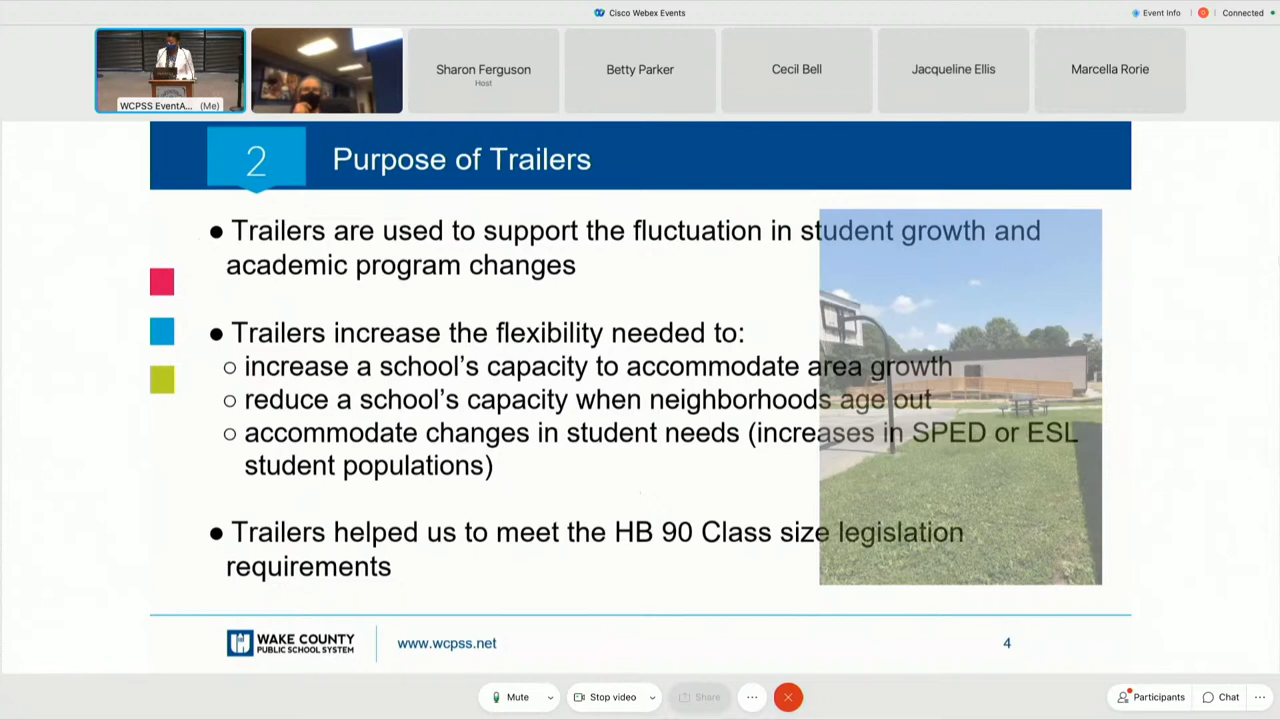 Cisco Webex Events
Event Info
Connected
WCPSS EventA... (Me)
Sharon Ferguson
Host
Betty Parker
Cecil Bell
Jacqueline Ellis
Marcella Rorie
2
Purpose of Trailers
● Trailers are used to support the fluctuation in student growth and
academic program changes
● Trailers increase the flexibility needed to:
○ increase a school's capacity to accommodate area growth
○ reduce a school's capacity when neighborhoods age out
○ accommodate changes in student needs (increases in SPED or ESL
student populations)
● Trailers helped us to meet the HB 90 Class size legislation
requirements
WAKE COUNTY
PUBLIC SCHOOL SYSTEM
www.wcpss.net
4
Mute
Stop video
Share
Participants
Chat